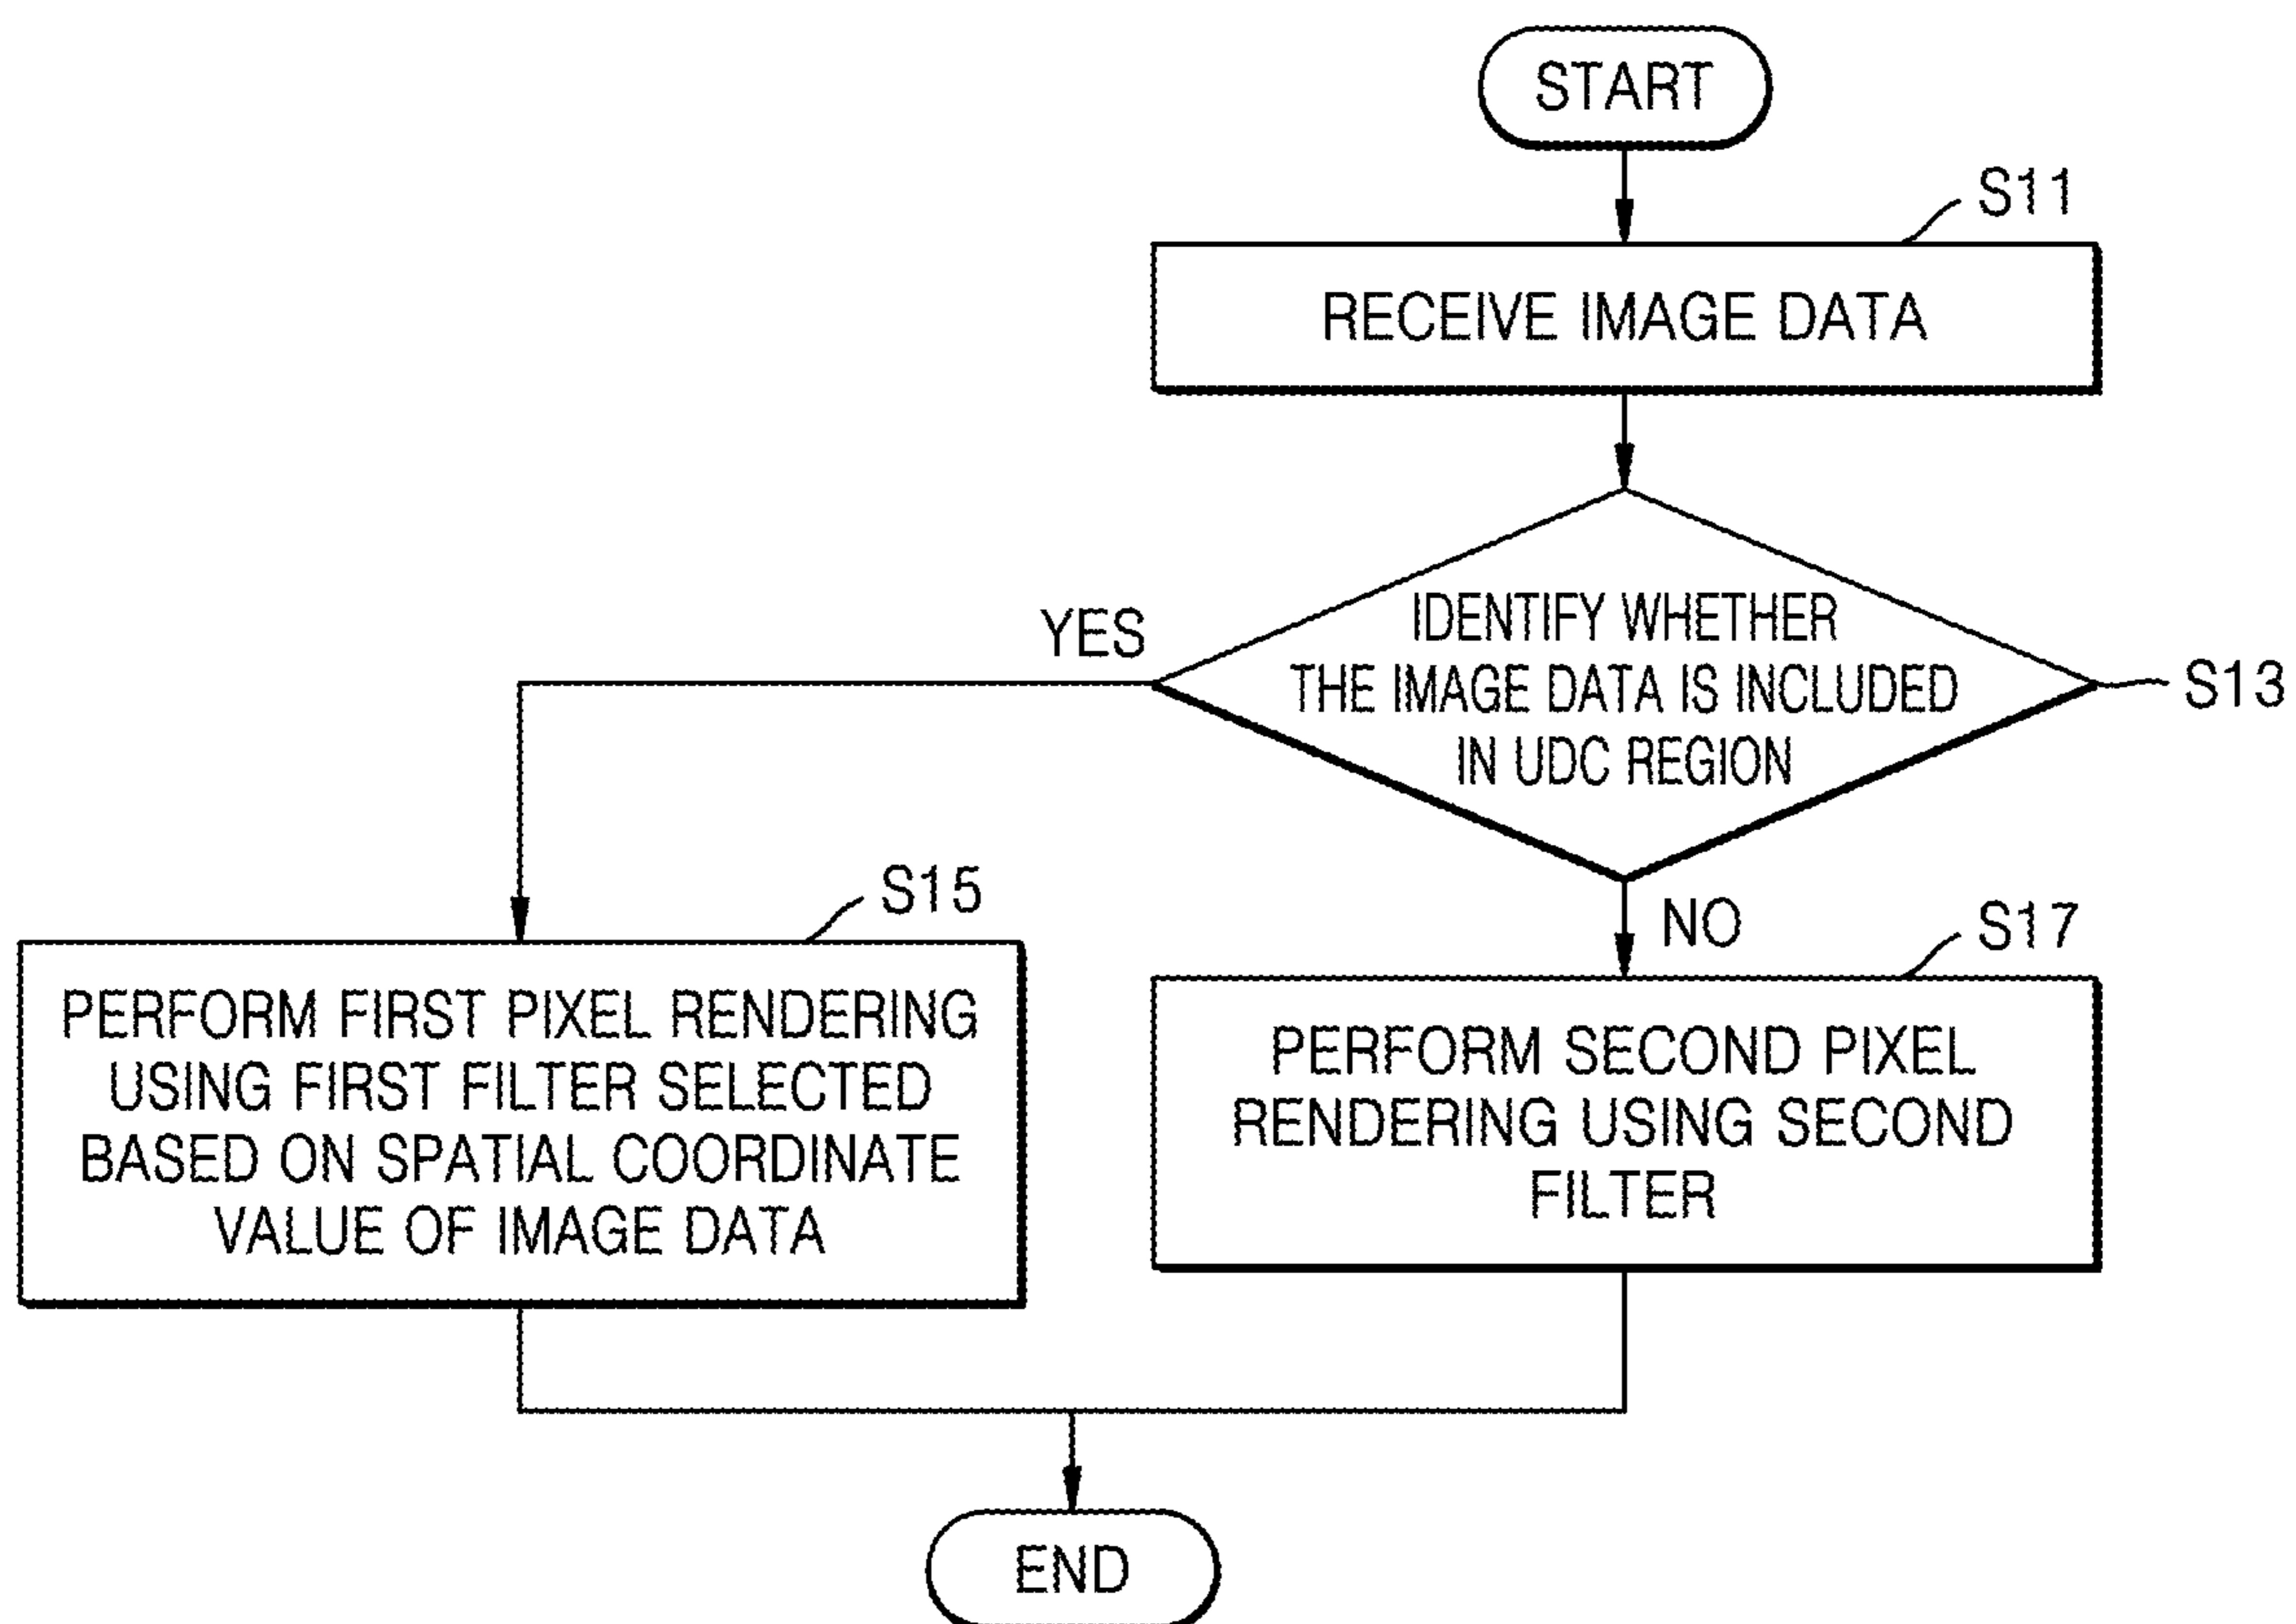 START
S11
RECEIVE IMAGE DATA
YES
IDENTIFY WHETHER
THE IMAGE DATA IS INCLUDED
IN UDC REGION
S13
S15
NO
S17
PERFORM FIRST PIXEL RENDERING
USING FIRST FILTER SELECTED
BASED ON SPATIAL COORDINATE
VALUE OF IMAGE DATA
PERFORM SECOND PIXEL
RENDERING USING SECOND
FILTER
END